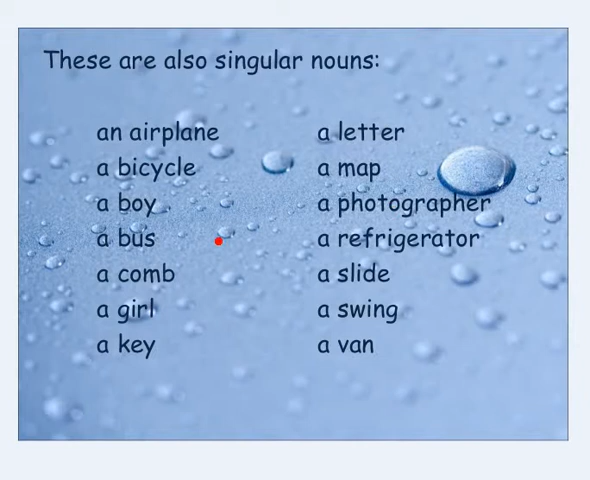 These are also singular nouns:
an airplane
a bicycle
a boy
a bus
a comb
a girl
a key
a letter
a map
a photographer
a refrigerator
a slide
a swing
a van